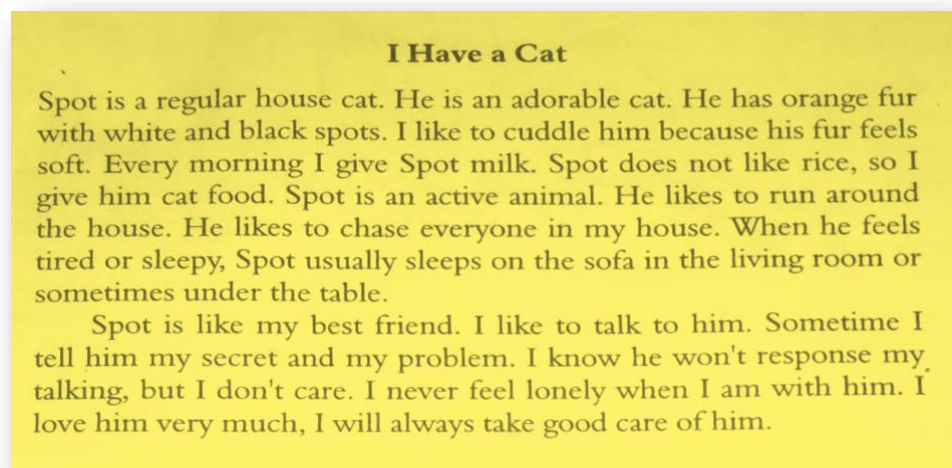 I Have a Cat
Spot is a regular house cat. He is an adorable cat. He has orange fur
with white and black spots. I like to cuddle him because his fur feels
soft. Every morning I give Spot milk. Spot does not like rice, so I
give him cat food. Spot is an active animal. He likes to run around
the house. He likes to chase everyone in my house. When he feels
tired or sleepy, Spot usually sleeps on the sofa in the living room or
sometimes under the table.
Spot is like my best friend. I like to talk to him. Sometime I
tell him my secret and my problem. I know he won't response my
talking, but I don't care. I never feel lonely when I am with him. I
love him very much, I will always take good care of him.